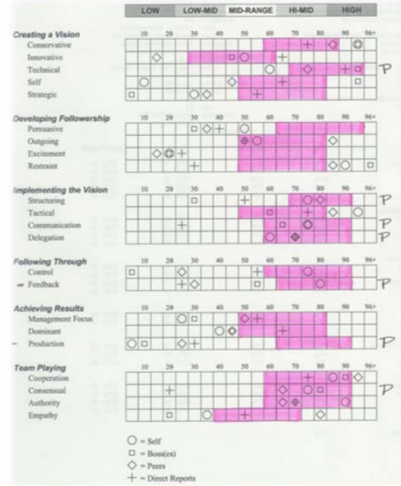 LOW LOW-MID MID-RANGE HI-MID HIGH
Creating a Vision 10 20 30 40 50 60 70 80 90 96+
Conservative
Innovative
Technical P
Self
Strategic
Developing Followership 10 20 30 40 50 60 70 80 90 96+
Persuasive
Outgoing
Excitement
Restraint
Implementing the Vision 10 20 30 40 50 60 70 80 90 96+
Structuring P
Tactical
Communication P
Delegation P
Following Through 10 20 30 40 50 60 70 80 90 96+
Control
Feedback P
Achieving Results 10 20 30 40 50 60 70 80 90 96+
Management Focus
Dominant
Production P
Team Playing 10 20 30 40 50 60 70 80 90 96+
Cooperation
Consensual P
Authority
Empathy
= Self
= Boss(es)
= Peers
= Direct Reports